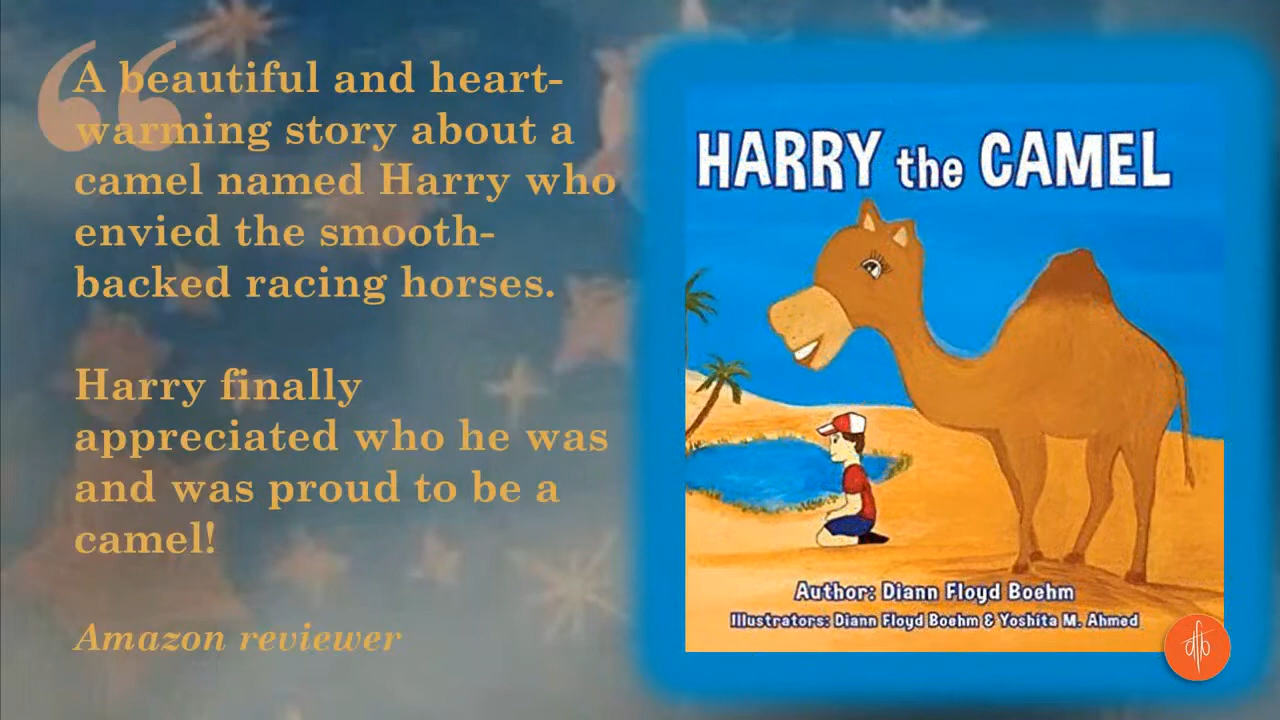 A beautiful and heart-
warming story about a
camel named Harry who
envied the smooth-
backed racing horses.
Harry finally
appreciated who he was
and was proud to be a
camel!
Amazon reviewer
HARRY the CAMEL
Author: Diann Floyd Boehm
Illustrators: Diann Floyd Boehm & Yoshita M. Ahmed
dfb